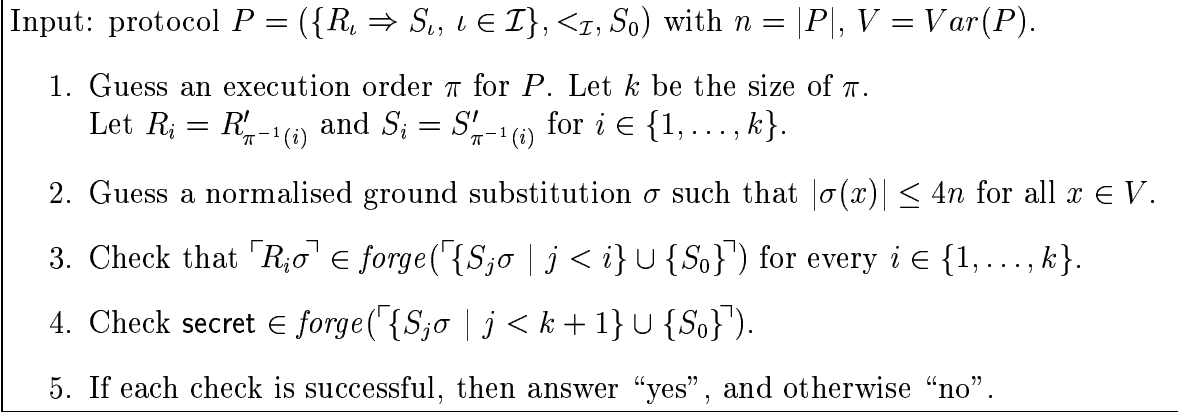 Input: protocol P = ({R_ι ⇒ S_ι, ι ∈ ℐ}, <_ℐ, S_0) with n = |P|, V = Var(P).
1. Guess an execution order π for P. Let k be the size of π.
Let R_i = R′_{π^{-1}(i)} and S_i = S′_{π^{-1}(i)} for i ∈ {1, . . . , k}.
2. Guess a normalised ground substitution σ such that |σ(x)| ≤ 4n for all x ∈ V.
3. Check that ⌜R_iσ⌝ ∈ forge(⌜{S_jσ | j < i} ∪ {S_0}⌝) for every i ∈ {1, . . . , k}.
4. Check secret ∈ forge(⌜{S_jσ | j < k + 1} ∪ {S_0}⌝).
5. If each check is successful, then answer “yes”, and otherwise “no”.